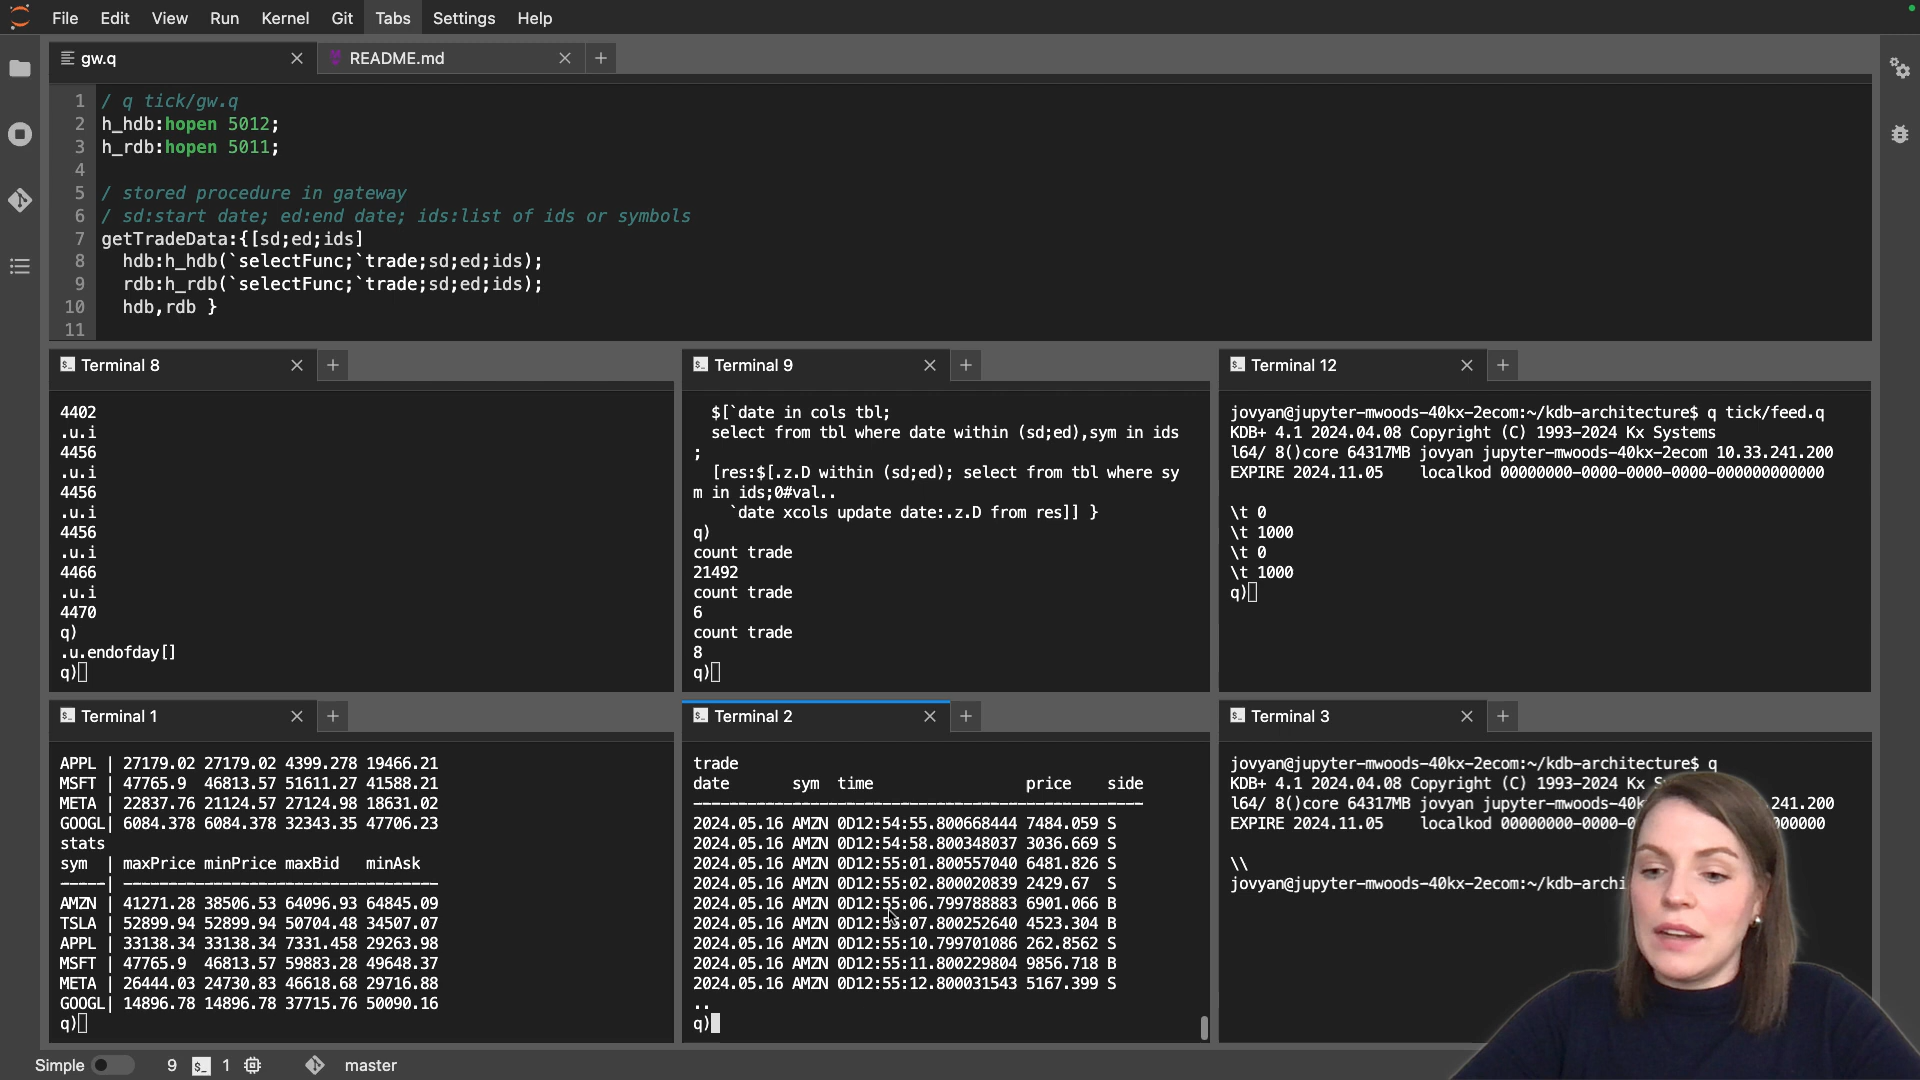 File Edit View Run Kernel Git Tabs Settings Help
gw.q
README.md
1 / q tick/gw.q
2 h_hdb:hopen 5012;
3 h_rdb:hopen 5011;
4
5 / stored procedure in gateway
6 / sd:start date; ed:end date; ids:list of ids or symbols
7 getTradeData:{[sd;ed;ids]
8 hdb:h_hdb(`selectFunc;`trade;sd;ed;ids);
9 rdb:h_rdb(`selectFunc;`trade;sd;ed;ids);
10 hdb,rdb }
11
Terminal 8
4402
.u.i
4456
.u.i
4456
.u.i
4456
.u.i
4466
.u.i
4470
q)
.u.endofday[]
q)
Terminal 9
$[`date in cols tbl;
select from tbl where date within (sd;ed),sym in ids
;
[res:$[.z.D within (sd;ed); select from tbl where sy
m in ids;0#val..
`date xcols update date:.z.D from res]] }
q)
count trade
21492
count trade
6
count trade
8
q)
Terminal 12
jovyan@jupyter-mwoods-40kx-2ecom:~/kdb-architecture$ q tick/feed.q
KDB+ 4.1 2024.04.08 Copyright (C) 1993-2024 Kx Systems
l64/ 8()core 64317MB jovyan jupyter-mwoods-40kx-2ecom 10.33.241.200
EXPIRE 2024.11.05 localkod 00000000-0000-0000-0000-000000000000
\t 0
\t 1000
\t 0
\t 1000
q)
Terminal 1
APPL | 27179.02 27179.02 4399.278 19466.21
MSFT | 47765.9 46813.57 51611.27 41588.21
META | 22837.76 21124.57 27124.98 18631.02
GOOGL| 6084.378 6084.378 32343.35 47706.23
stats
sym | maxPrice minPrice maxBid minAsk
-----| -----------------------------------
AMZN | 41271.28 38506.53 64096.93 64845.09
TSLA | 52899.94 52899.94 50704.48 34507.07
APPL | 33138.34 33138.34 7331.458 29263.98
MSFT | 47765.9 46813.57 59883.28 49648.37
META | 26444.03 24730.83 46618.68 29716.88
GOOGL| 14896.78 14896.78 37715.76 50090.16
q)
Terminal 2
trade
date sym time price side
--------------------------------------------------
2024.05.16 AMZN 0D12:54:55.800668444 7484.059 S
2024.05.16 AMZN 0D12:54:58.800348037 3036.669 S
2024.05.16 AMZN 0D12:55:01.800557040 6481.826 S
2024.05.16 AMZN 0D12:55:02.800020839 2429.67 S
2024.05.16 AMZN 0D12:55:06.799788883 6901.066 B
2024.05.16 AMZN 0D12:55:07.800252640 4523.304 B
2024.05.16 AMZN 0D12:55:10.799701086 262.8562 S
2024.05.16 AMZN 0D12:55:11.800229804 9856.718 B
2024.05.16 AMZN 0D12:55:12.800031543 5167.399 S
..
q)
Terminal 3
jovyan@jupyter-mwoods-40kx-2ecom:~/kdb-architecture$ q
KDB+ 4.1 2024.04.08 Copyright (C) 1993-2024 Kx
l64/ 8()core 64317MB jovyan jupyter-mwoods-40k 241.200
EXPIRE 2024.11.05 localkod 00000000-0000-0 000000
\\
jovyan@jupyter-mwoods-40kx-2ecom:~/kdb-archi
Simple 9 1 master